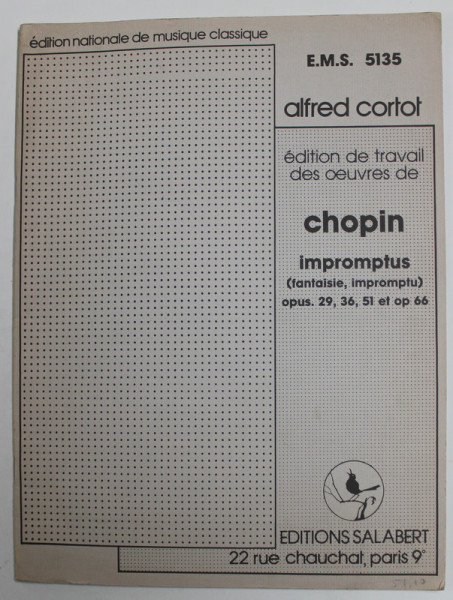 édition nationale de musique classique
E.M.S. 5135
alfred cortot
édition de travail
des oeuvres de
chopin
impromptus
(fantaisie, impromptu)
opus. 29, 36, 51 et op 66
EDITIONS SALABERT
22 rue chauchat, paris 9e